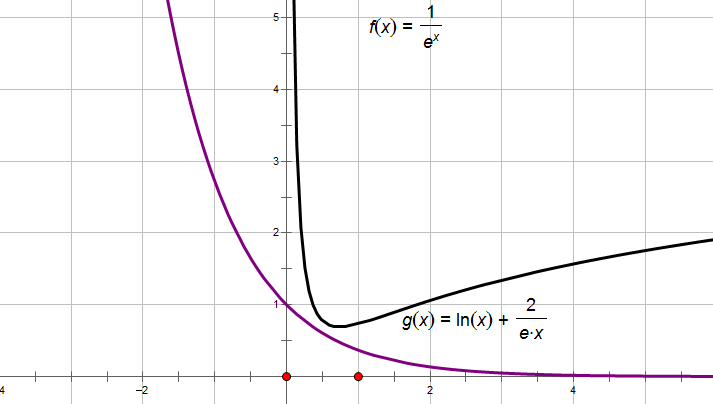 f(x) = 1/e^x
5
4
3
2
g(x) = ln(x) + 2/e·x
1
4 −2 2 4